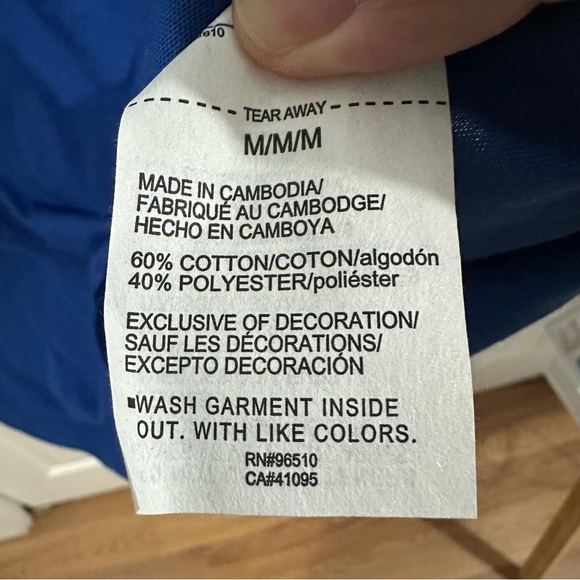 TEAR AWAY
M/M/M
MADE IN CAMBODIA/
FABRIQUÉ AU CAMBODGE/
HECHO EN CAMBOYA
60% COTTON/COTON/algodón
40% POLYESTER/poliéster
EXCLUSIVE OF DECORATION/
SAUF LES DÉCORATIONS/
EXCEPTO DECORACIÓN
▪WASH GARMENT INSIDE
OUT. WITH LIKE COLORS.
RN#96510
CA#41095